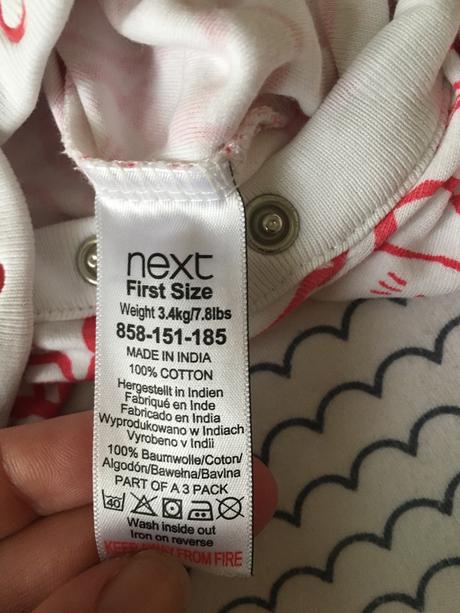 next
First Size
Weight 3.4kg/7.8lbs
858-151-185
MADE IN INDIA
100% COTTON
Hergestellt in Indien
Fabriqué en Inde
Fabricado en India
Wyprodukowano w Indiach
Vyrobeno v Indii
100% Baumwolle/Coton/
Algodón/Bawełna/Bavlna
PART OF A 3 PACK
40
Wash inside out
Iron on reverse
KEEP AWAY FROM FIRE